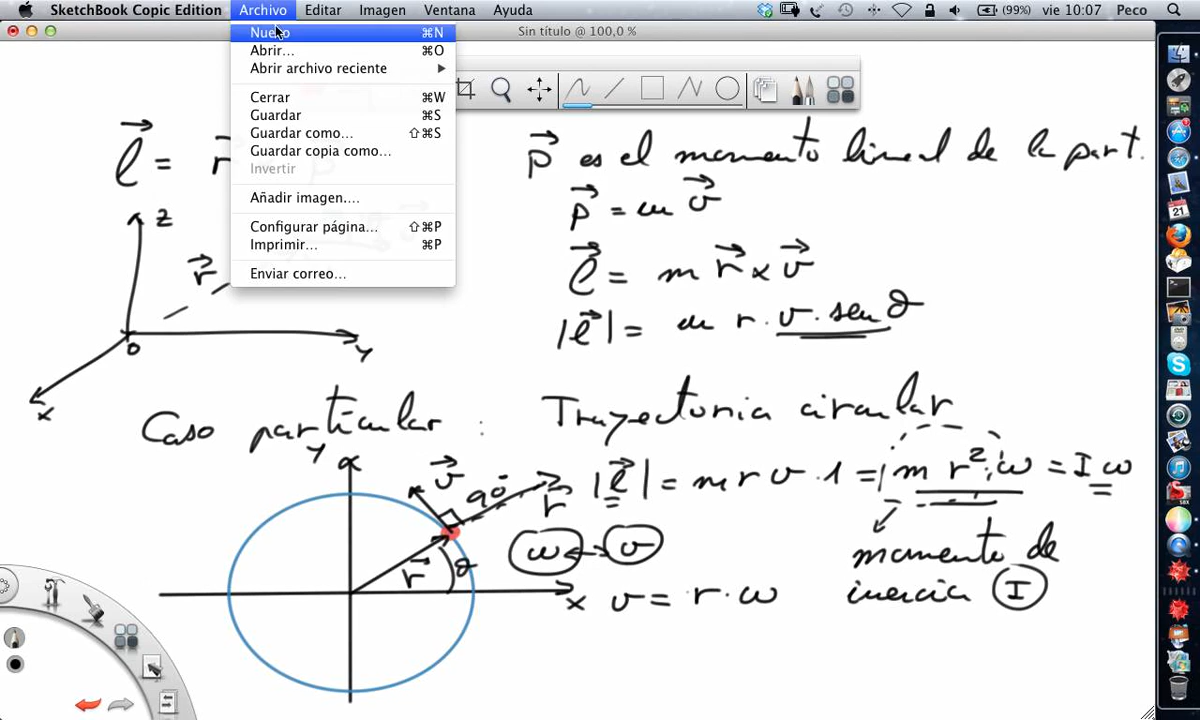 SketchBook Copic Edition Archivo Editar Imagen Ventana Ayuda (99%) vie 10:07 Peco
Sin título @ 100,0 %
Nuevo ⌘N
Abrir... ⌘O
Abrir archivo reciente ▶
Cerrar ⌘W
Guardar ⌘S
Guardar como... ⇧⌘S
Guardar copia como...
Invertir
Añadir imagen....
Configurar página... ⇧⌘P
Imprimir... ⌘P
Enviar correo...
l⃗ = r⃗
p⃗ es el momento lineal de la part.
p⃗ = m v⃗
l⃗ = m r⃗ x v⃗
|l⃗| = m r · v · sen θ
z
r⃗
o
y
x
Caso particular : Trayectoria circular
|l⃗| = m r v · 1 = m r² · ω = I ω
y
v⃗
90°
r⃗
r⃗
θ
x
ω ↔ v
v = r · ω
momento de
inercia I
21